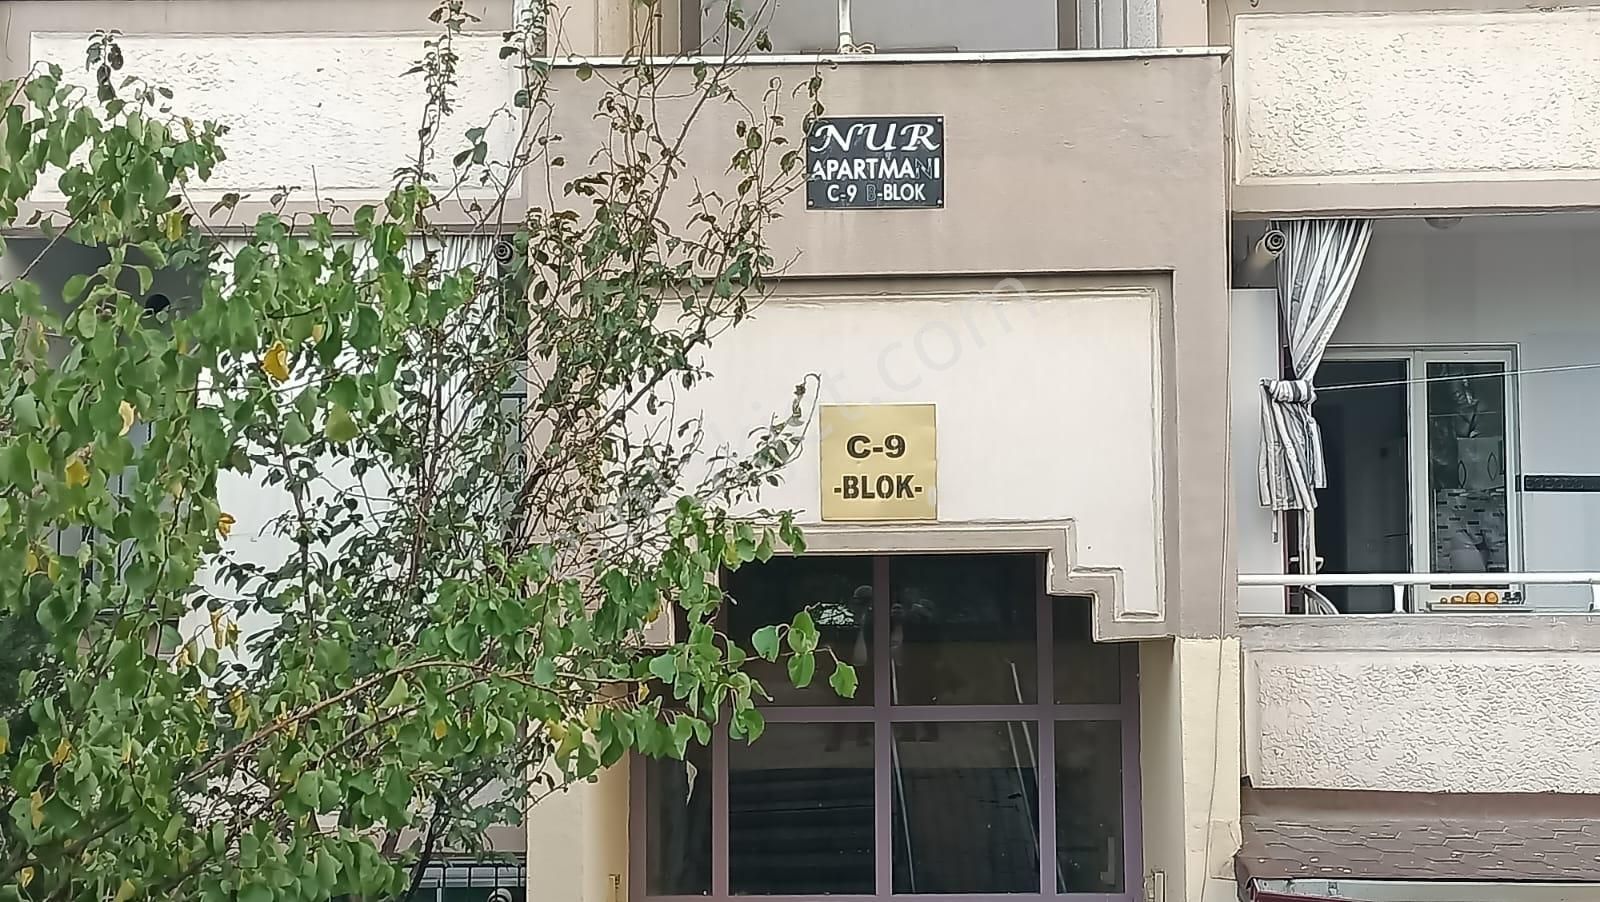 NUR
APARTMANI
C-9 B-BLOK
C-9
-BLOK-